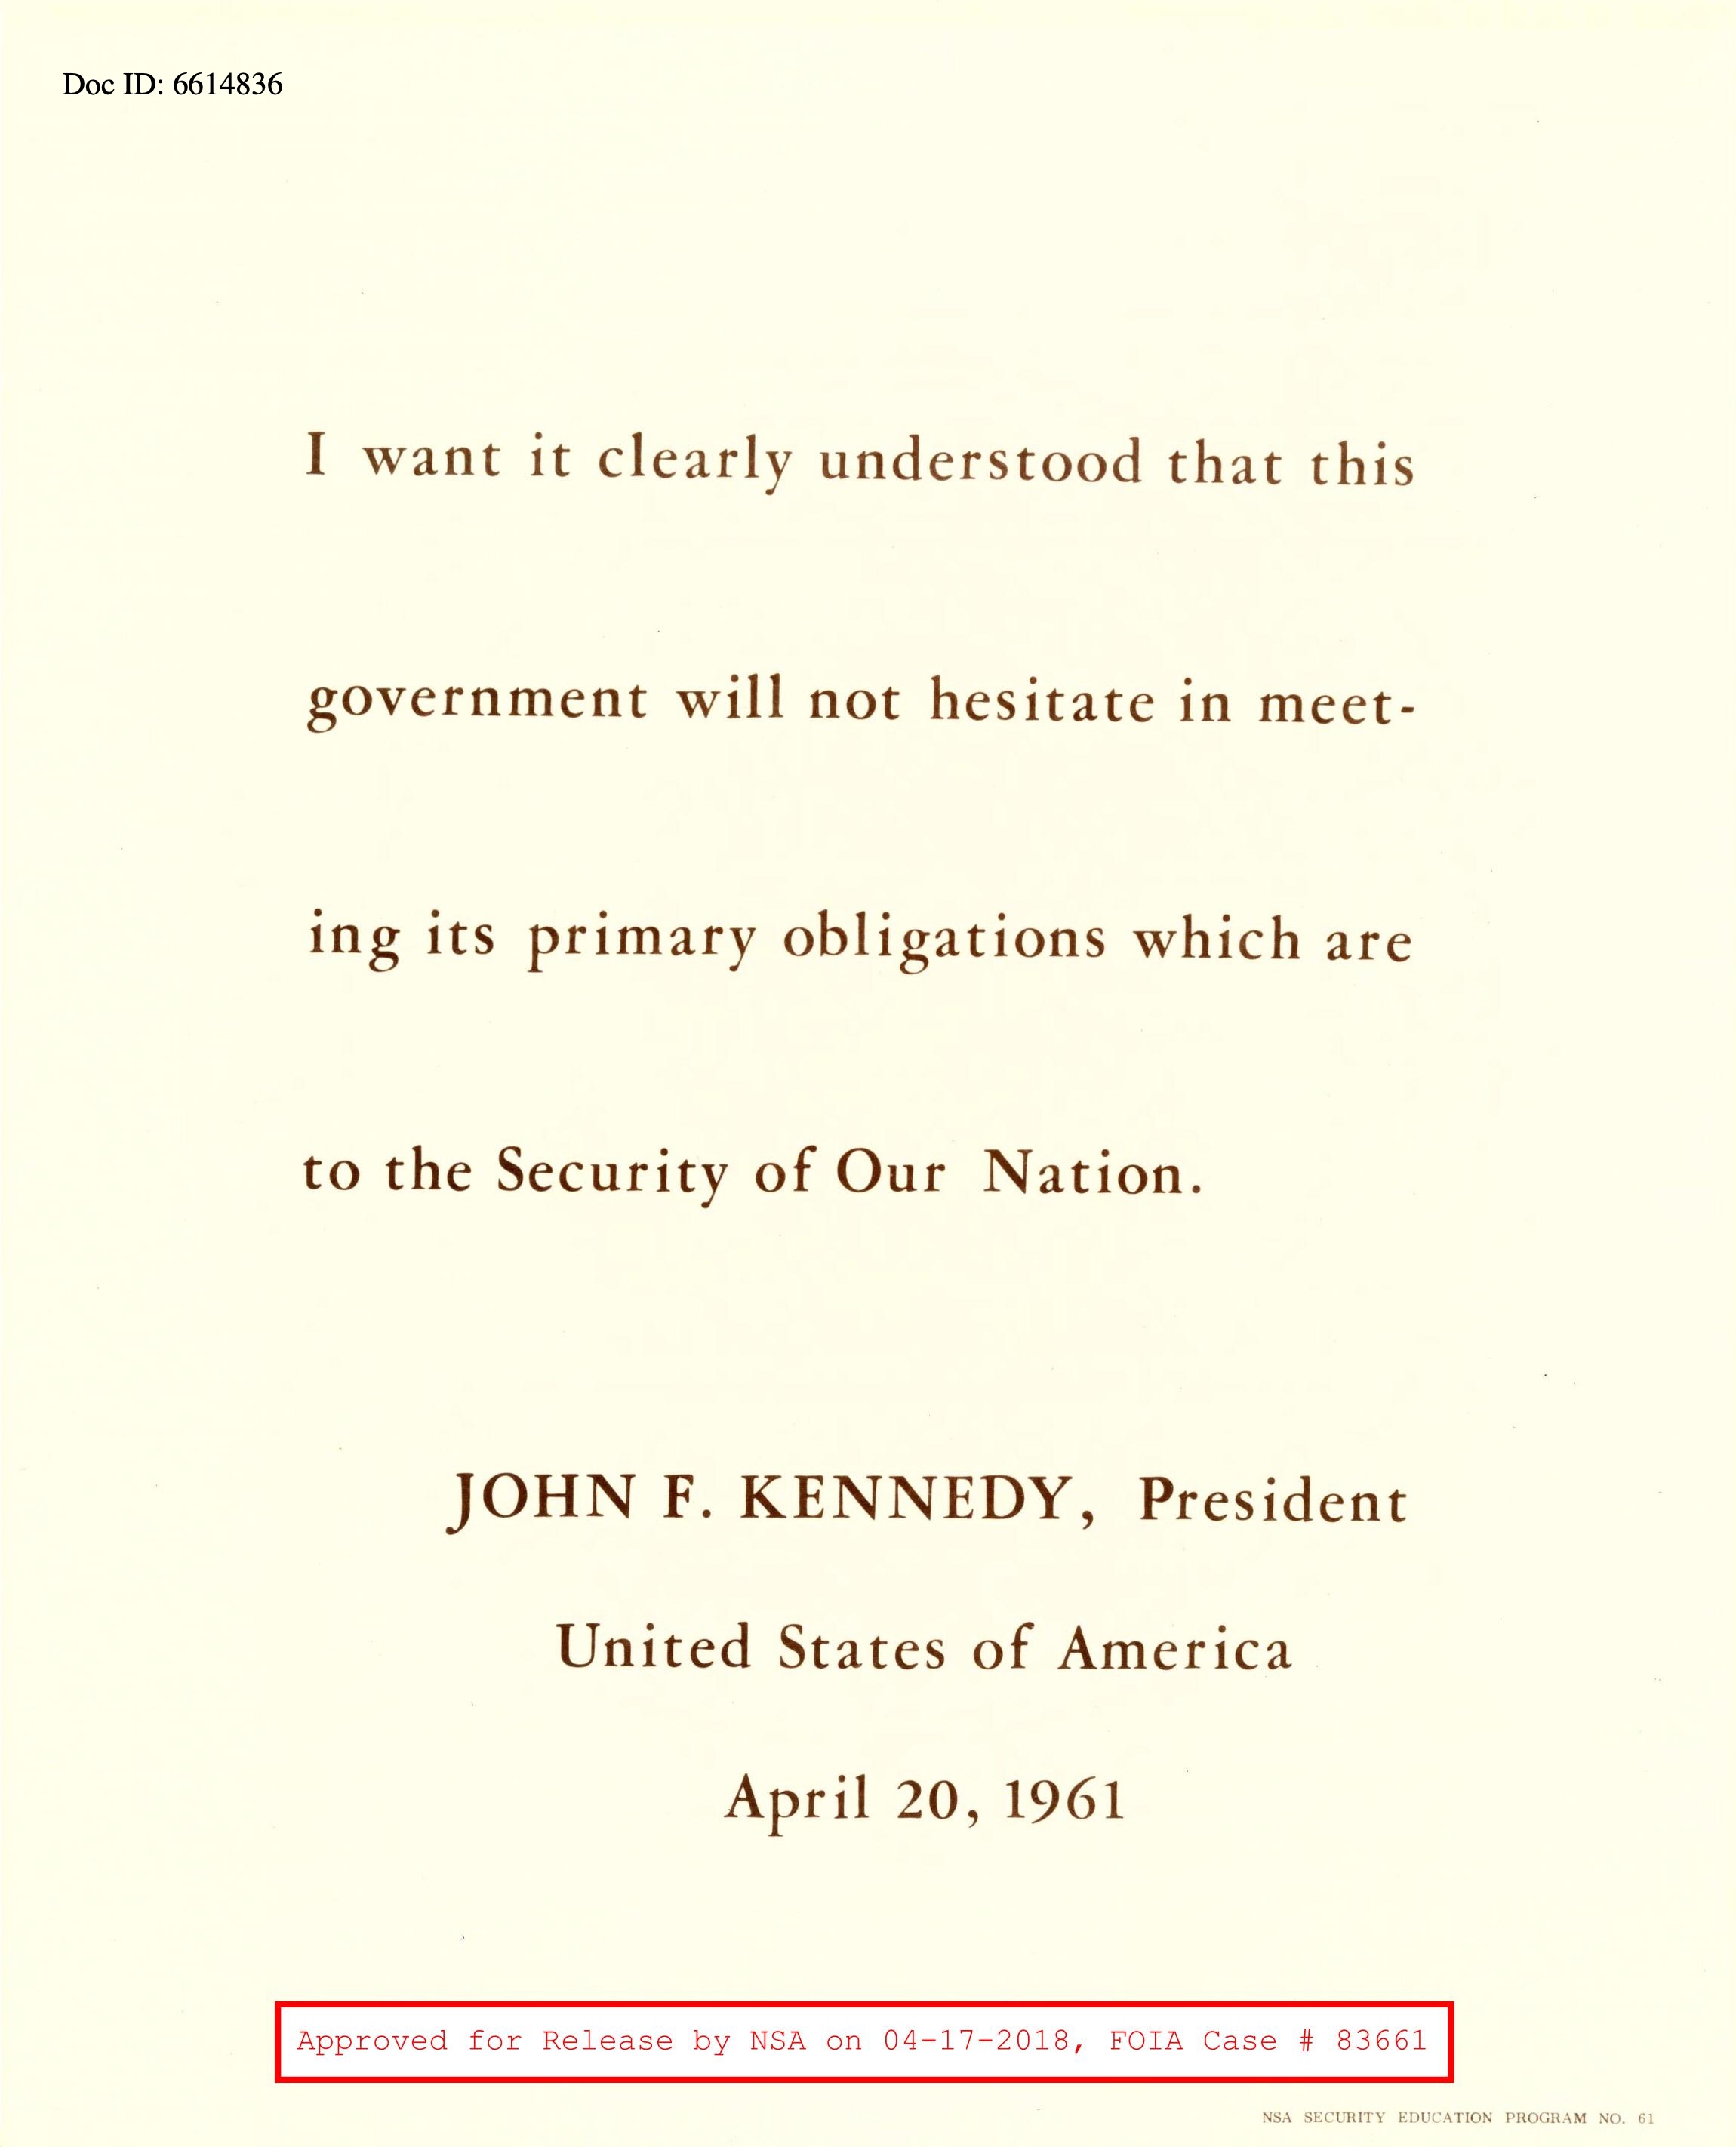 Doc ID: 6614836
I want it clearly understood that this
government will not hesitate in meet-
ing its primary obligations which are
to the Security of Our Nation.
JOHN F. KENNEDY, President
United States of America
April 20, 1961
Approved for Release by NSA on 04-17-2018, FOIA Case # 83661
NSA SECURITY EDUCATION PROGRAM NO. 61